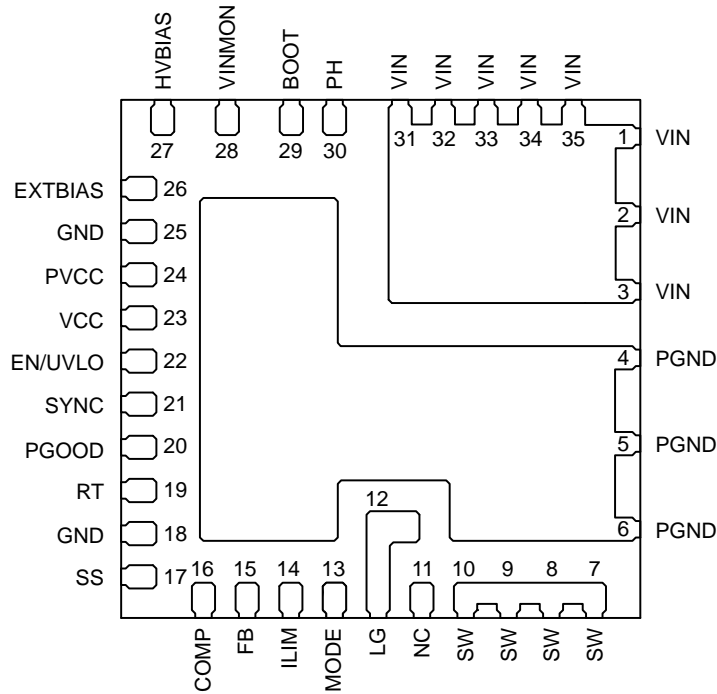 HVBIAS VINMON BOOT PH VIN VIN VIN VIN VIN
27 28 29 30 31 32 33 34 35
1 VIN
EXTBIAS 26
2 VIN
GND 25
PVCC 24
3 VIN
VCC 23
EN/UVLO 22
4 PGND
SYNC 21
PGOOD 20
5 PGND
RT 19
12
GND 18
6 PGND
SS 17
16 15 14 13 11 10 9 8 7
COMP FB ILIM MODE LG NC SW SW SW SW